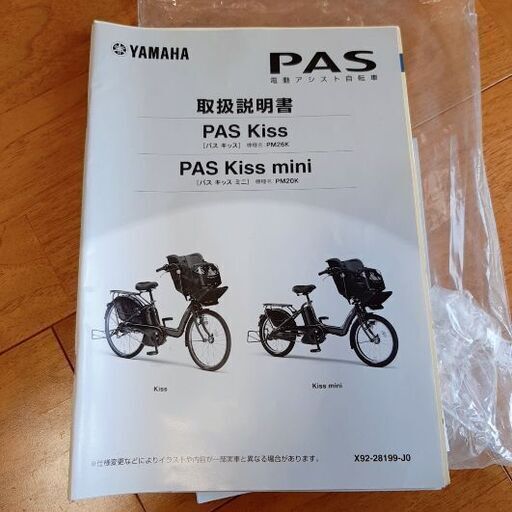 YAMAHA
PAS
電動アシスト自転車
取扱説明書
PAS Kiss
[パス キッス] 機種名 PM26K
PAS Kiss mini
[パス キッス ミニ] 機種名 PM20K
Kiss
Kiss mini
※仕様変更などによりイラストや内容が一部実車と異なる場合があります。
X92-28199-J0